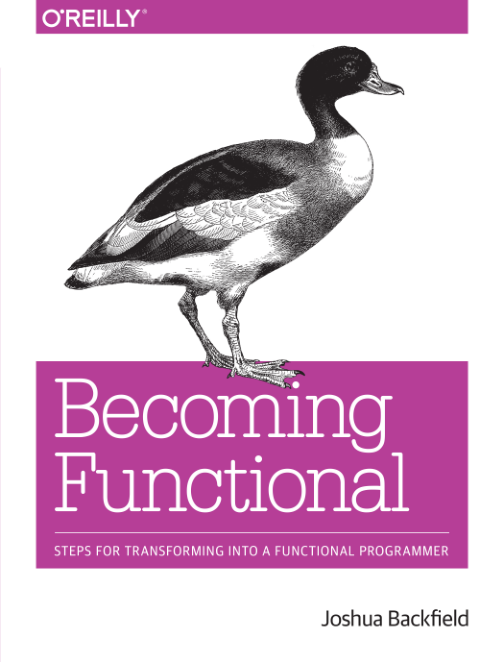 O'REILLY®
Becoming
Functional
STEPS FOR TRANSFORMING INTO A FUNCTIONAL PROGRAMMER
Joshua Backfield